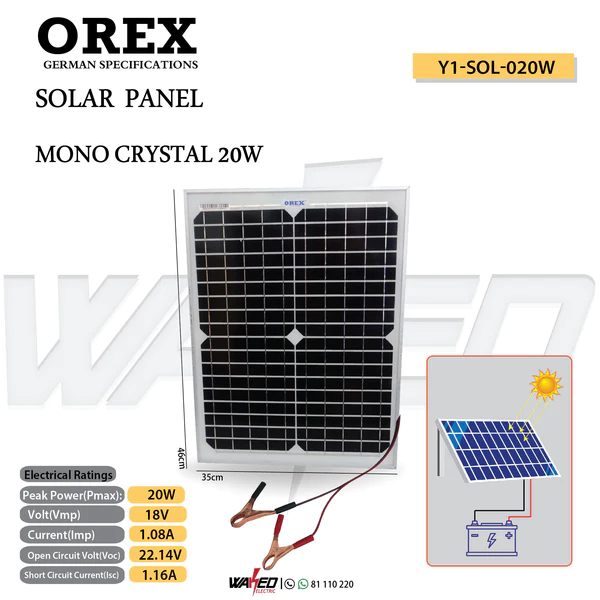 OREX
GERMAN SPECIFICATIONS
Y1-SOL-020W
SOLAR PANEL
MONO CRYSTAL 20W
WAHED
OREX
46cm
35cm
Electrical Ratings
Peak Power(Pmax): 20W
Volt(Vmp) 18V
Current(Imp) 1.08A
Open Circuit Volt(Voc) 22.14V
Short Circuit Current(Isc) 1.16A
WAHED ELECTRIC | 81 110 220